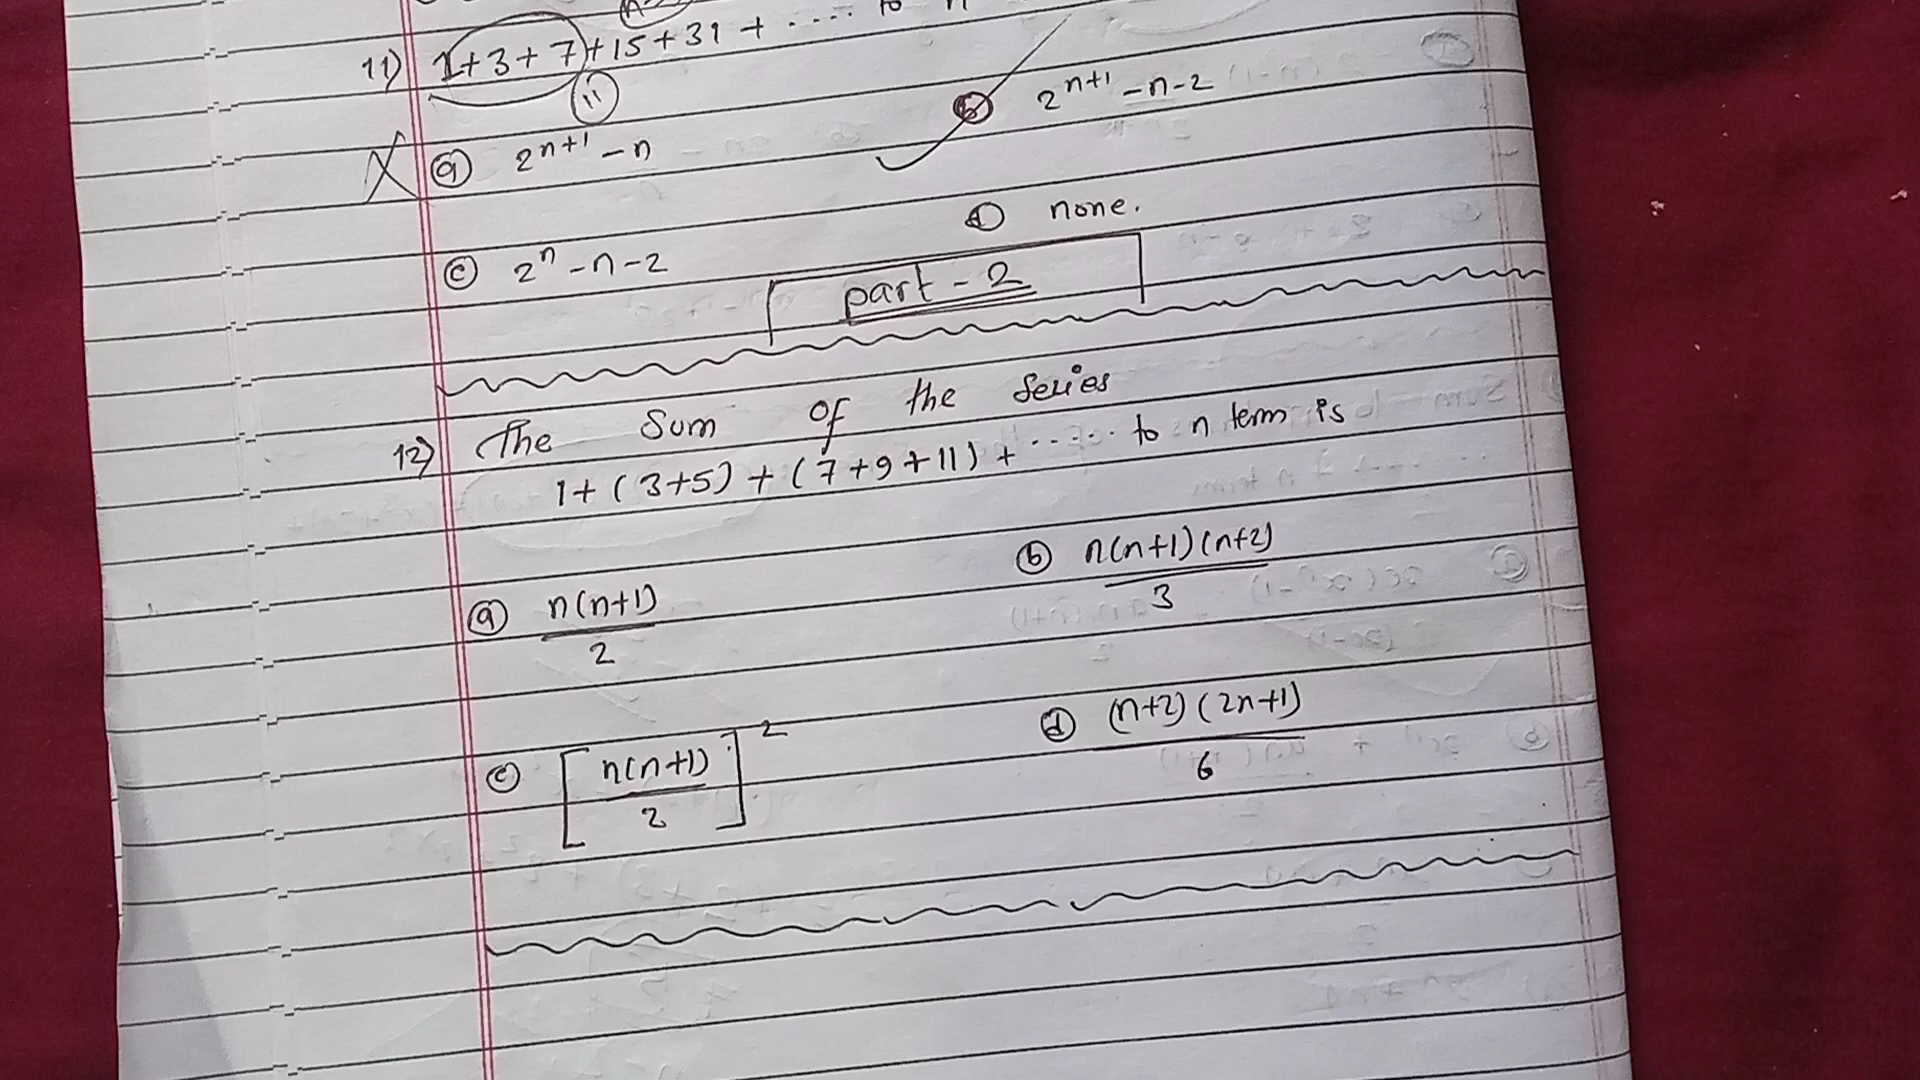 11) 1+3+7+15+31+ ..... to n
11
ⓐ 2^{n+1} -n
ⓑ 2^{n+1} -n-2
ⓒ 2^n -n-2
ⓓ none.
part - 2
12) The Sum of the Series
1+(3+5)+(7+9+11)+ ..... to n term is
ⓐ n(n+1)/2
ⓑ n(n+1)(n+2)/3
ⓒ [n(n+1)/2]^2
ⓓ (n+2)(2n+1)/6